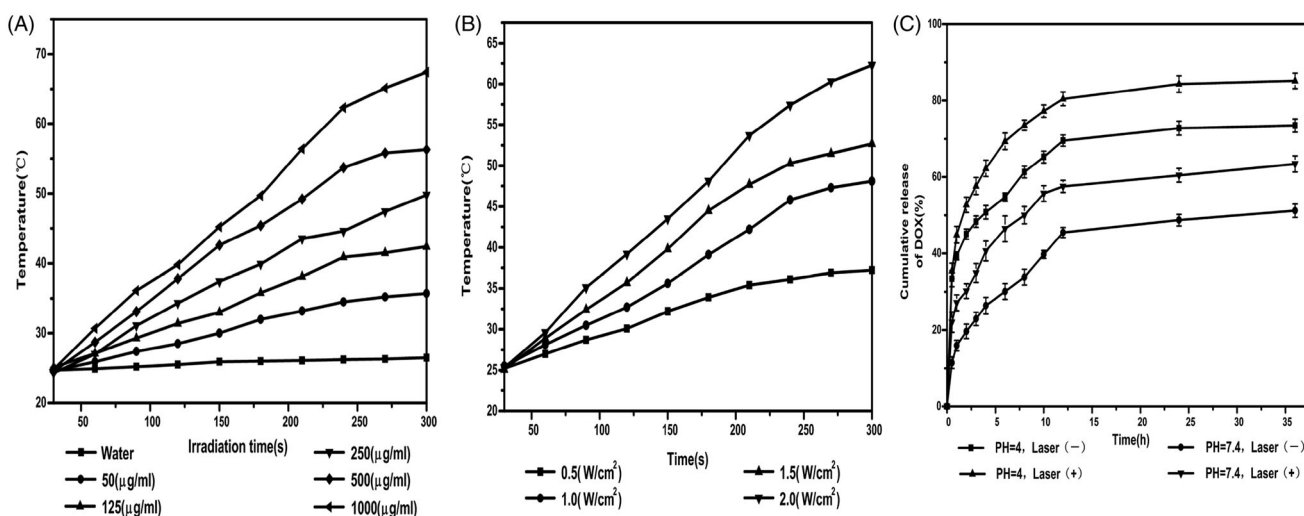 (A)
Temperature(℃)
70
60
50
40
30
20
50
100
150
200
250
300
Irradiation time(s)
Water
50(μg/ml)
125(μg/ml)
250(μg/ml)
500(μg/ml)
1000(μg/ml)
(B)
Temperature(℃)
65
60
55
50
45
40
35
30
25
20
50
100
150
200
250
300
Time(s)
0.5(W/cm²)
1.0(W/cm²)
1.5(W/cm²)
2.0(W/cm²)
(C)
Cumulative release
of DOX(%)
100
80
60
40
20
0
0
5
10
15
20
25
30
35
Time(h)
PH=4, Laser (−)
PH=4, Laser (+)
PH=7.4, Laser (−)
PH=7.4, Laser (+)